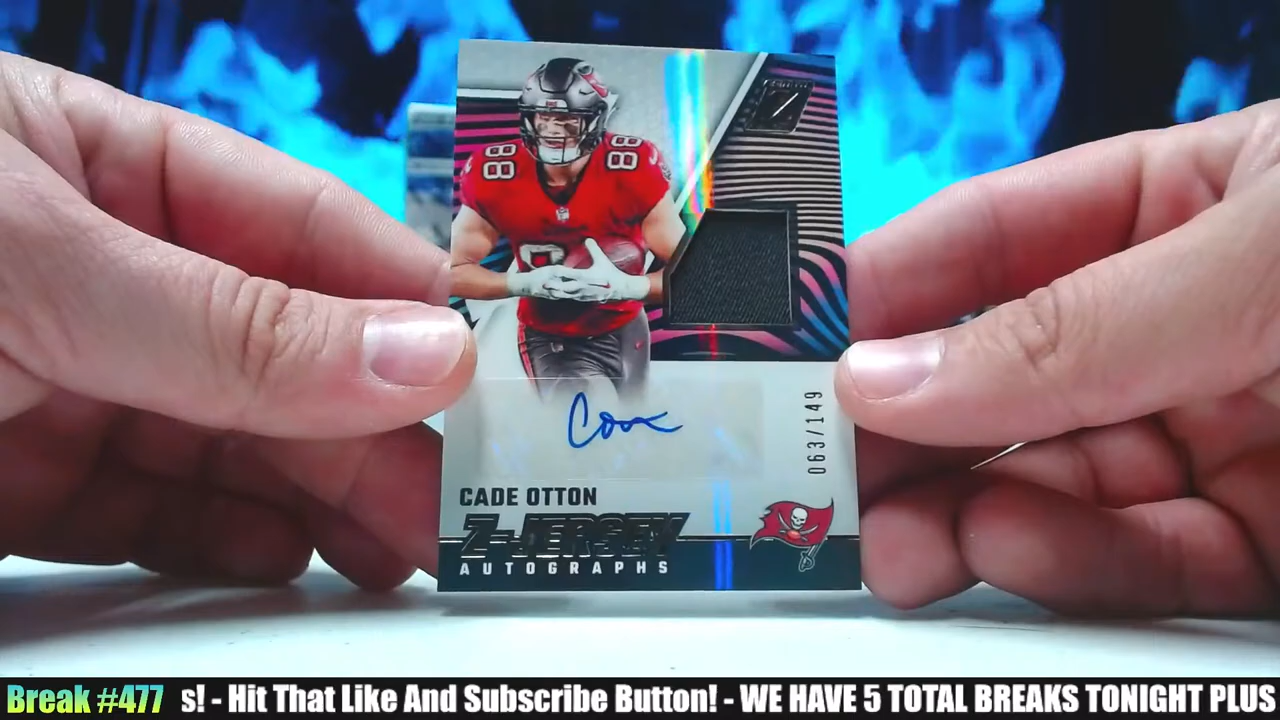 88
88
CADE OTTON
Z-JERSEY
AUTOGRAPHS
063/149
Break #477
s! - Hit That Like And Subscribe Button! - WE HAVE 5 TOTAL BREAKS TONIGHT PLUS